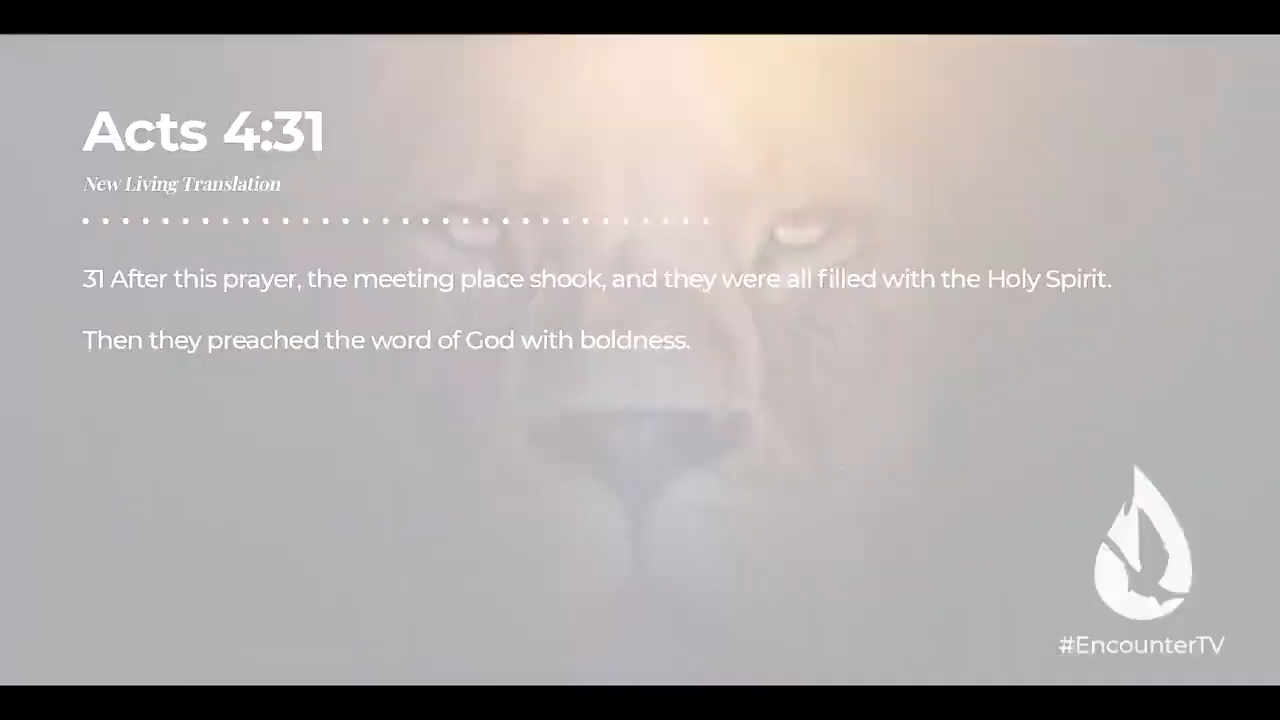 Acts 4:31
New Living Translation
31 After this prayer, the meeting place shook, and they were all filled with the Holy Spirit.
Then they preached the word of God with boldness.
#EncounterTV